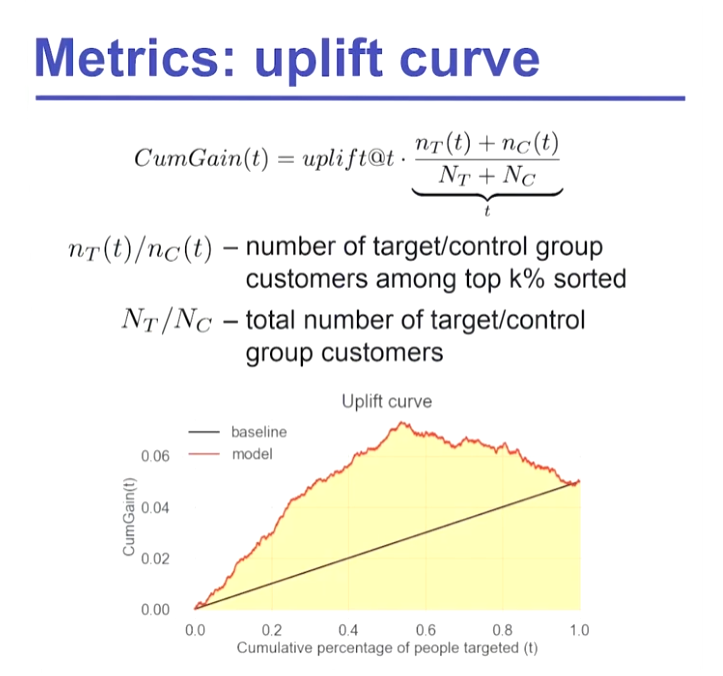 Metrics: uplift curve
CumGain(t) = uplift@t · (n_T(t) + n_C(t)) / (N_T + N_C)
t
n_T(t)/n_C(t) – number of target/control group
customers among top k% sorted
N_T/N_C – total number of target/control
group customers
Uplift curve
baseline
model
0.06
0.04
0.02
0.00
CumGain(t)
0.0 0.2 0.4 0.6 0.8 1.0
Cumulative percentage of people targeted (t)